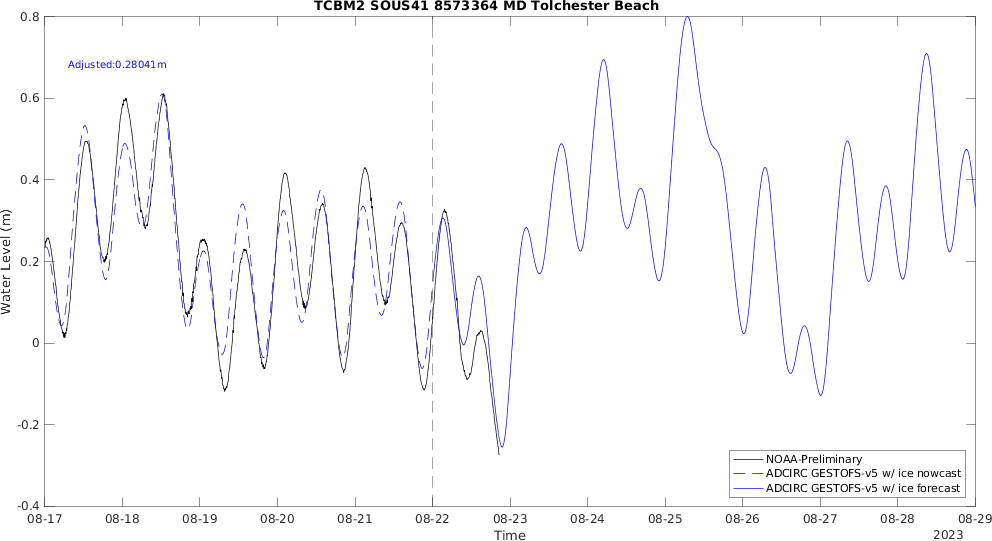 TCBM2 SOUS41 8573364 MD Tolchester Beach
Adjusted:0.28041m
Water Level (m)
0.8
0.6
0.4
0.2
0
-0.2
-0.4
NOAA-Preliminary
ADCIRC GESTOFS-v5 w/ ice nowcast
ADCIRC GESTOFS-v5 w/ ice forecast
08-17 08-18 08-19 08-20 08-21 08-22 08-23 08-24 08-25 08-26 08-27 08-28 08-29
Time
2023